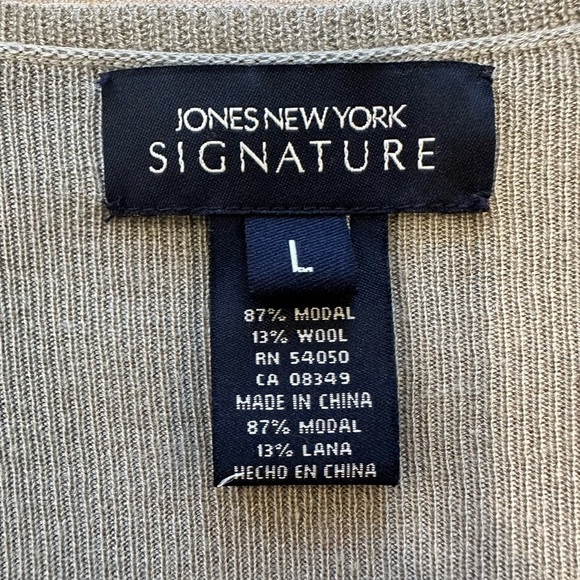 JONES NEW YORK
SIGNATURE
L
87% MODAL
13% WOOL
RN 54050
CA 08349
MADE IN CHINA
87% MODAL
13% LANA
HECHO EN CHINA